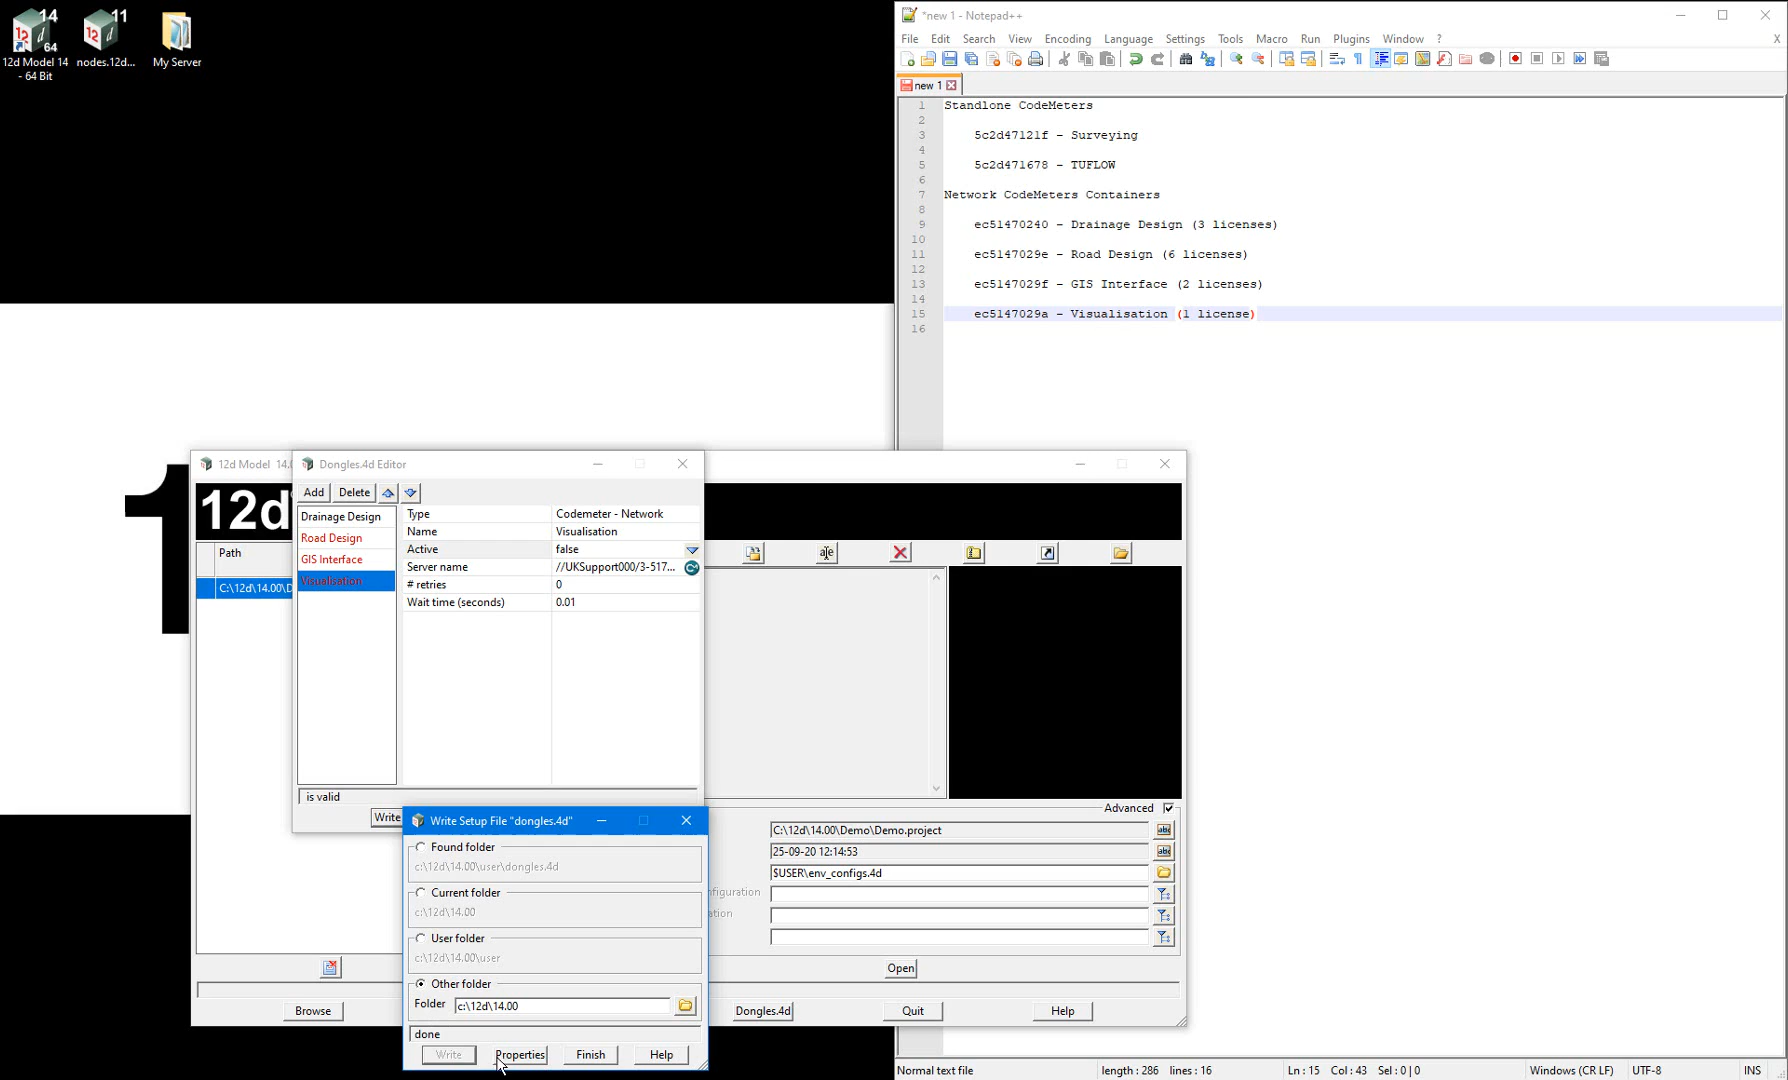 12d Model 14
- 64 Bit
nodes.12d...
My Server
*new 1 - Notepad++
File Edit Search View Encoding Language Settings Tools Macro Run Plugins Window ? X
new 1
1 Standlone CodeMeters
2
3 5c2d47121f - Surveying
4
5 5c2d471678 - TUFLOW
6
7 Network CodeMeters Containers
8
9 ec51470240 - Drainage Design (3 licenses)
10
11 ec5147029e - Road Design (6 licenses)
12
13 ec5147029f - GIS Interface (2 licenses)
14
15 ec5147029a - Visualisation (1 license)
16
12d Model 14.0
Dongles.4d Editor
Add Delete
12d
Path
C:\12d\14.00\D
Drainage Design
Road Design
GIS Interface
Visualisation
Type Codemeter - Network
Name Visualisation
Active false
Server name //UKSupport000/3-517...
# retries 0
Wait time (seconds) 0.01
is valid
Write
Advanced
C:\12d\14.00\Demo\Demo.project
25-09-20 12:14:53
$USER\env_configs.4d
nfiguration
ation
Write Setup File "dongles.4d"
Found folder
c:\12d\14.00\user\dongles.4d
Current folder
c:\12d\14.00
User folder
c:\12d\14.00\user
Other folder
Folder c:\12d\14.00
done
Write Properties Finish Help
Open
Browse Dongles.4d Quit Help
Normal text file length : 286 lines : 16 Ln : 15 Col : 43 Sel : 0 | 0 Windows (CR LF) UTF-8 INS